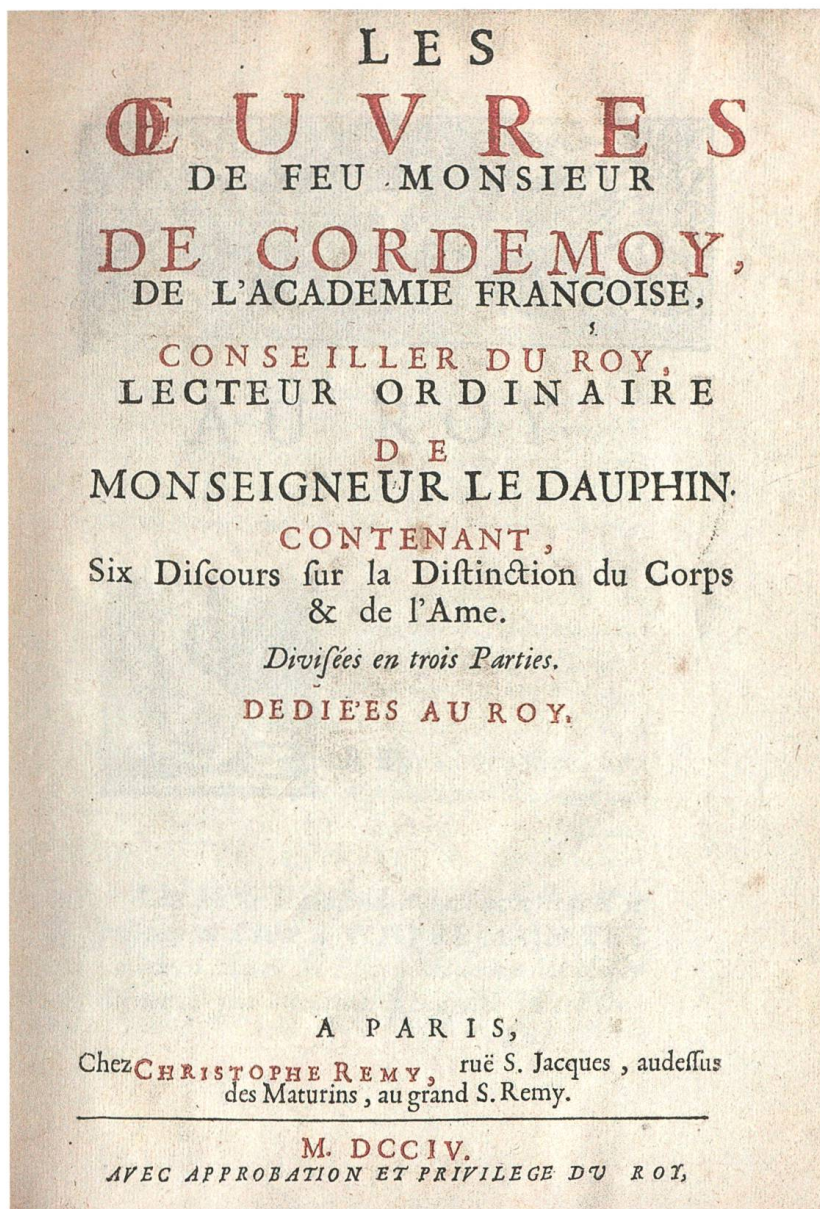 LES
ŒUVRES
DE FEU MONSIEUR
DE CORDEMOY,
DE L'ACADEMIE FRANÇOISE,
CONSEILLER DU ROY,
LECTEUR ORDINAIRE
DE
MONSEIGNEUR LE DAUPHIN.
CONTENANT,
Six Diſcours ſur la Diſtinction du Corps
& de l'Ame.
Diviſées en trois Parties.
DEDIE'ES AU ROY.
A PARIS,
Chez CHRISTOPHE REMY, ruë S. Jacques, audeſſus
des Maturins, au grand S. Remy.
M. DCCIV.
AVEC APPROBATION ET PRIVILEGE DU ROY,